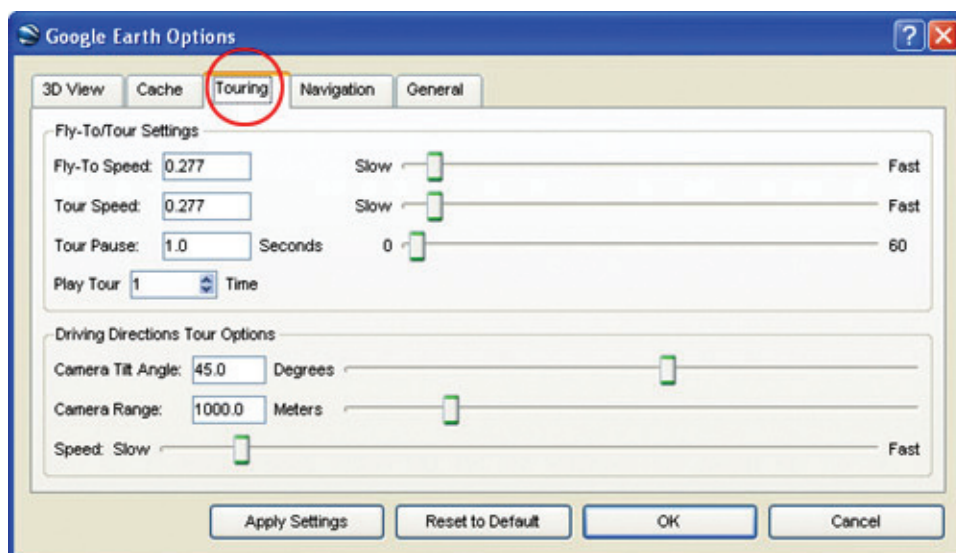 Google Earth Options
3D View Cache Touring Navigation General
Fly-To/Tour Settings
Fly-To Speed: 0.277 Slow Fast
Tour Speed: 0.277 Slow Fast
Tour Pause: 1.0 Seconds 0 60
Play Tour 1 Time
Driving Directions Tour Options
Camera Tilt Angle: 45.0 Degrees
Camera Range: 1000.0 Meters
Speed: Slow Fast
Apply Settings Reset to Default OK Cancel